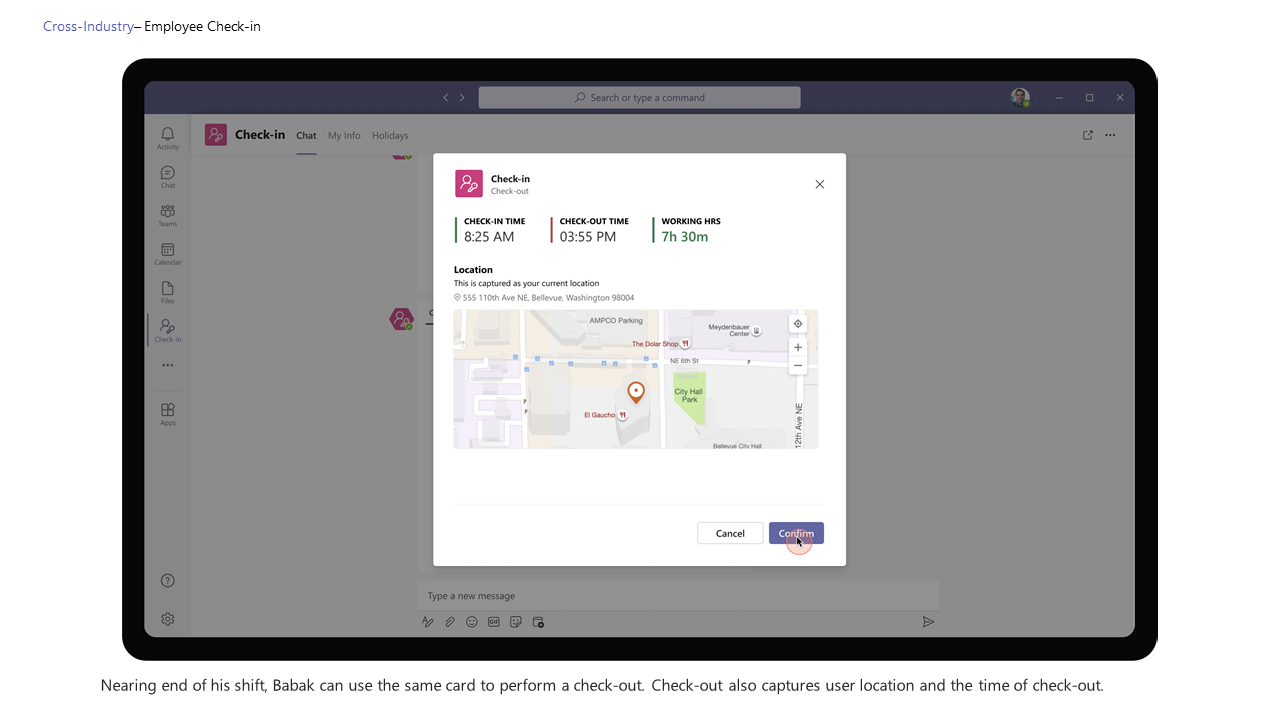 Cross-Industry– Employee Check-in
Search or type a command
Activity
Chat
Teams
Calendar
Files
Check-in
Apps
Check-in Chat My Info Holidays
Check-in
Check-out
CHECK-IN TIME
8:25 AM
CHECK-OUT TIME
03:55 PM
WORKING HRS
7h 30m
Location
This is captured as your current location
555 110th Ave NE, Bellevue, Washington 98004
AMPCO Parking
Meydenbauer
Center
The Dolar Shop
NE 6th St
City Hall
Park
El Gaucho
12th Ave NE
Bellevue City Hall
Cancel
Confirm
Type a new message
GIF
Nearing end of his shift, Babak can use the same card to perform a check-out. Check-out also captures user location and the time of check-out.